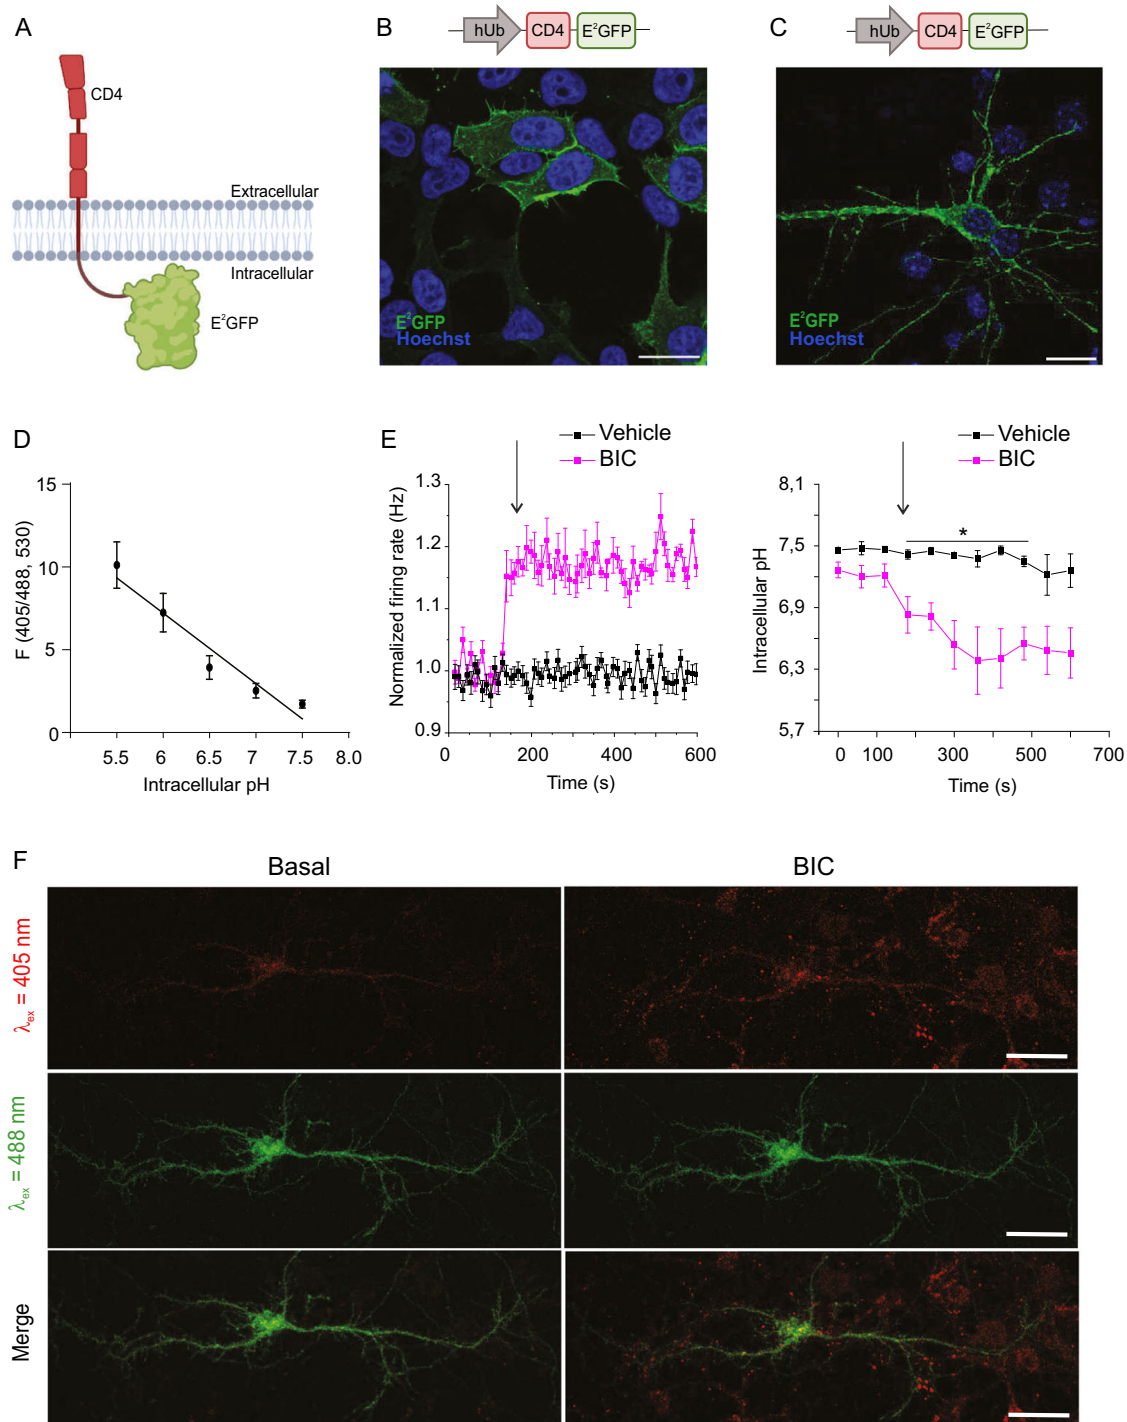 A
CD4
Extracellular
Intracellular
E²GFP
B
hUb CD4 E²GFP
E²GFP
Hoechst
C
hUb CD4 E²GFP
E²GFP
Hoechst
D
F (405/488, 530)
15
10
5
0
5.5 6 6.5 7 7.5 8.0
Intracellular pH
E
Vehicle
BIC
Normalized firing rate (Hz)
1.3
1.2
1.1
1.0
0.9
0 200 400 600
Time (s)
Vehicle
BIC
*
Intracellular pH
8,1
7.5
6,9
6.3
5,7
0 100 300 500 700
Time (s)
F
Basal
BIC
λex = 405 nm
λex = 488 nm
Merge